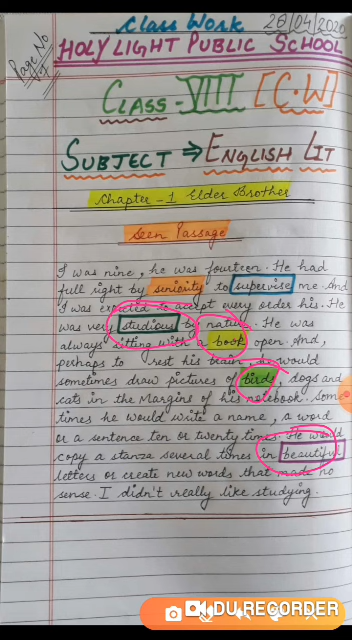 Class Work 28/04/2020
Page No
HOLY LIGHT PUBLIC SCHOOL
CLASS-VIII [C.W]
SUBJECT ⇒ ENGLISH LIT
Chapter - 1 Elder Brother
Seen Passage
I was nine, he was fourteen. He had
full right by seniority to supervise me. And
I was expected to accept every order his. He
was very studious by nature. He was
always sitting with a book open. And,
perhaps to rest his brain, he would
sometimes draw pictures of birds, dogs and
cats in the Margins of his notebook. Some
times he would write a name, a word
or a sentence ten or twenty times. He would
copy a stanza several times in beautiful
letters or create new words that made no
sense. I didn't really like studying.
DU RECORDER